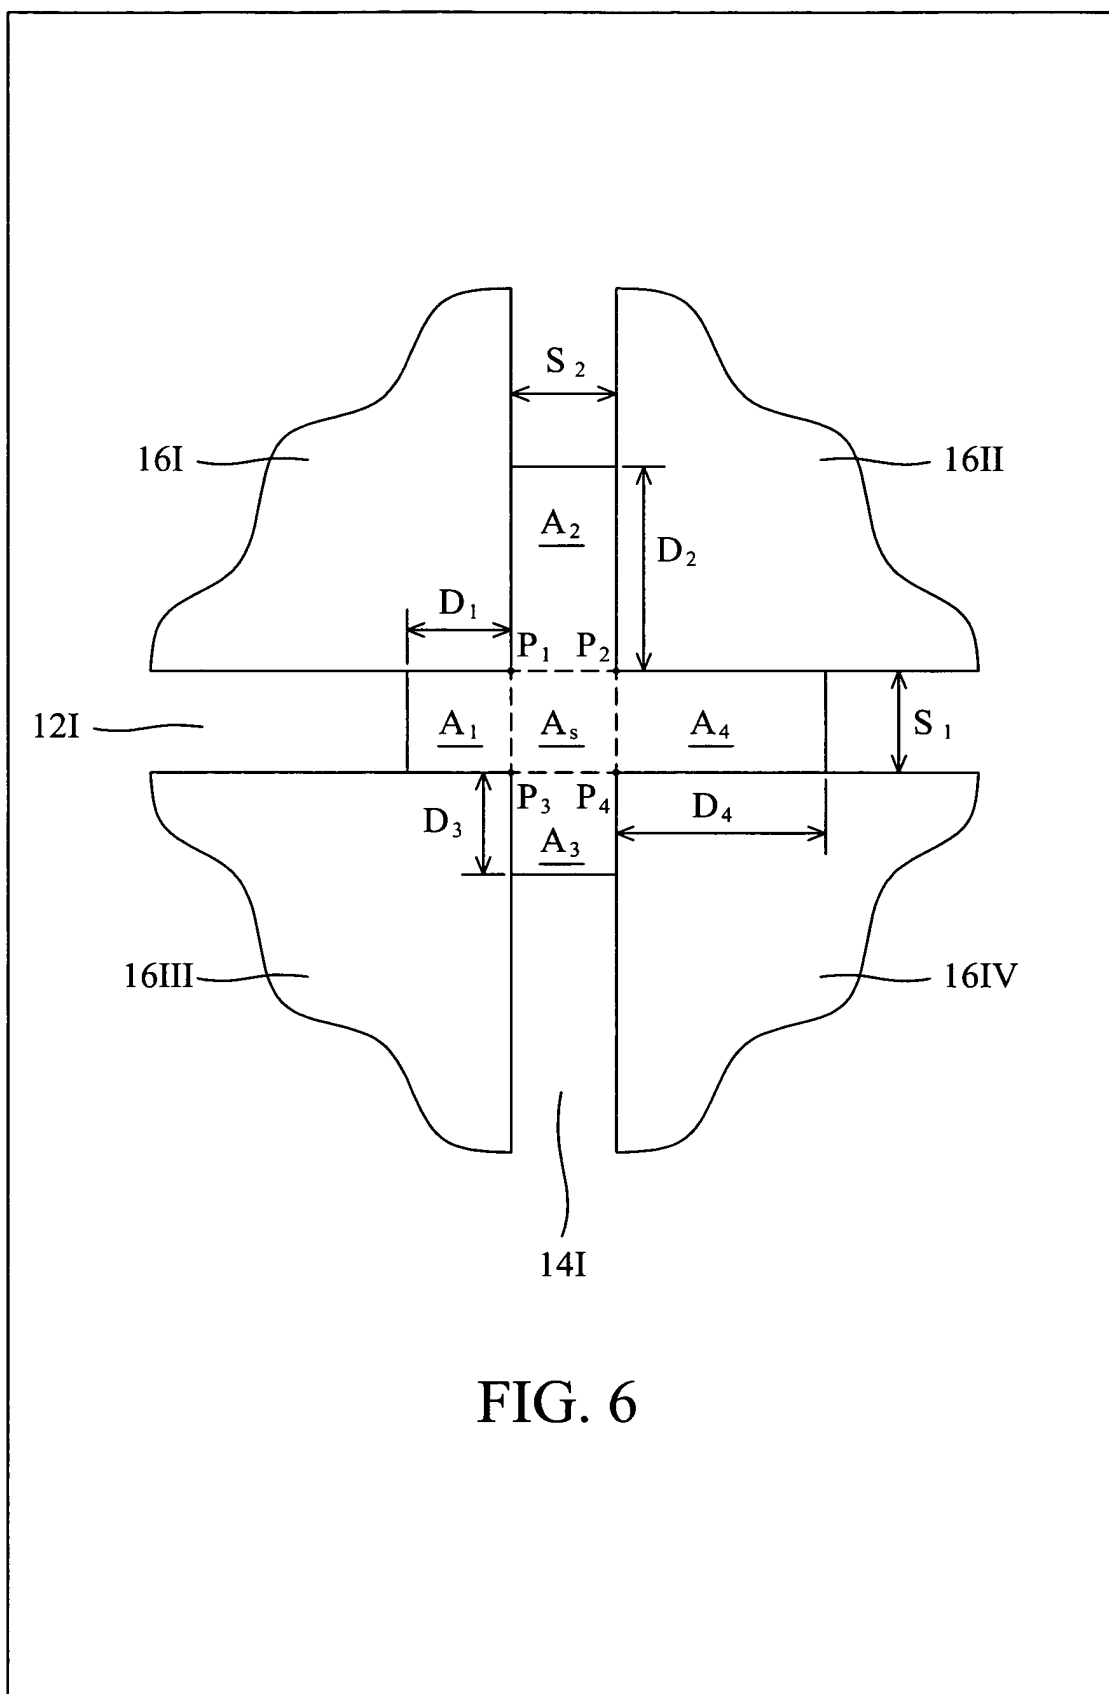 S₂
16I
16II
A₂
D₂
D₁
P₁ P₂
12I
A₁ Aₛ A₄
S₁
P₃ P₄
D₃
D₄
A₃
16III
16IV
14I
FIG. 6